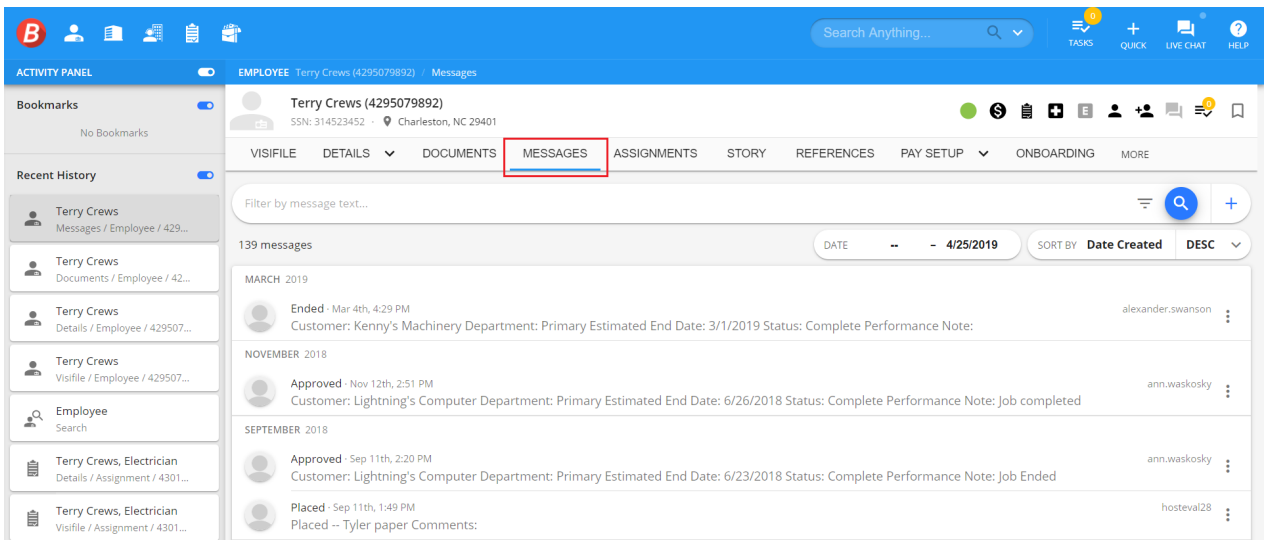 B
Search Anything...
0
TASKS
QUICK
LIVE CHAT
HELP
ACTIVITY PANEL
EMPLOYEE Terry Crews (4295079892) / Messages
Bookmarks
No Bookmarks
Recent History
Terry Crews
Messages / Employee / 429...
Terry Crews
Documents / Employee / 42...
Terry Crews
Details / Employee / 429507...
Terry Crews
Visifile / Employee / 429507...
Employee
Search
Terry Crews, Electrician
Details / Assignment / 4301...
Terry Crews, Electrician
Visifile / Assignment / 4301...
Terry Crews (4295079892)
SSN: 314523452 · Charleston, NC 29401
E
0
VISIFILE DETAILS DOCUMENTS MESSAGES ASSIGNMENTS STORY REFERENCES PAY SETUP ONBOARDING MORE
Filter by message text...
139 messages
DATE -- – 4/25/2019
SORT BY Date Created DESC
MARCH 2019
Ended · Mar 4th, 4:29 PM
alexander.swanson
Customer: Kenny's Machinery Department: Primary Estimated End Date: 3/1/2019 Status: Complete Performance Note:
NOVEMBER 2018
Approved · Nov 12th, 2:51 PM
ann.waskosky
Customer: Lightning's Computer Department: Primary Estimated End Date: 6/26/2018 Status: Complete Performance Note: Job completed
SEPTEMBER 2018
Approved · Sep 11th, 2:20 PM
ann.waskosky
Customer: Lightning's Computer Department: Primary Estimated End Date: 6/23/2018 Status: Complete Performance Note: Job Ended
Placed · Sep 11th, 1:49 PM
hosteval28
Placed -- Tyler paper Comments: